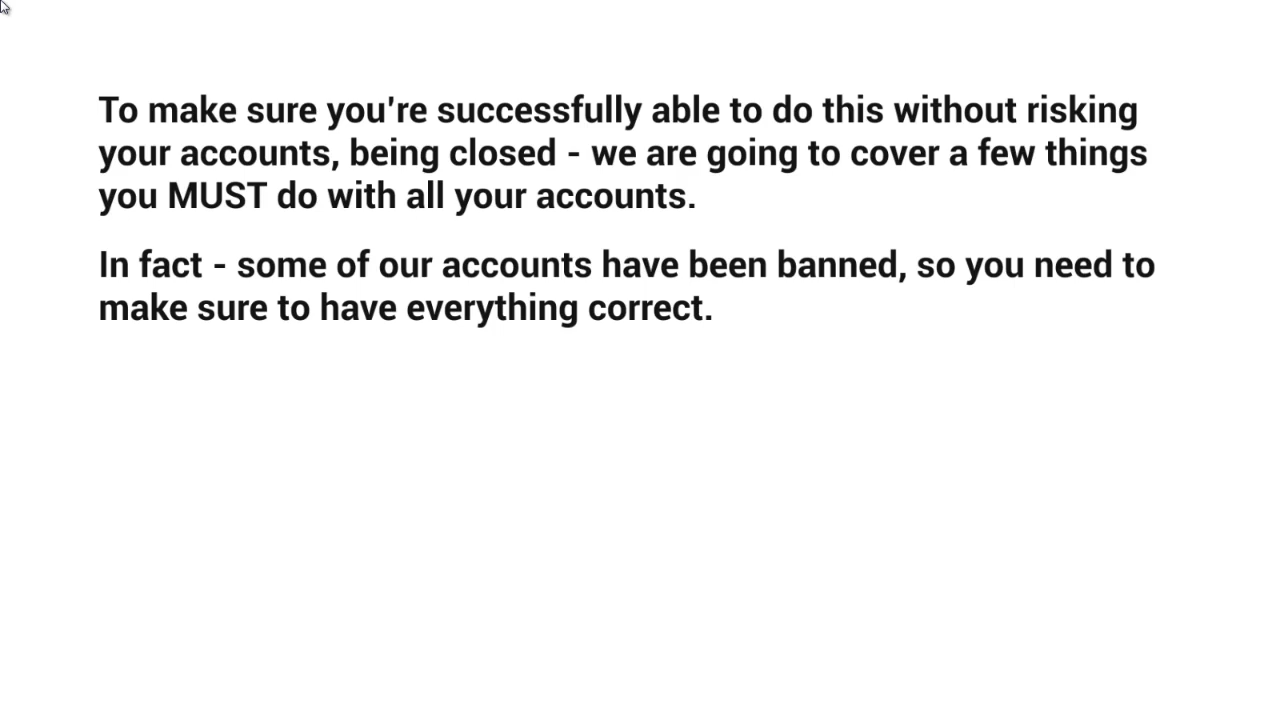 To make sure you're successfully able to do this without risking
your accounts, being closed - we are going to cover a few things
you MUST do with all your accounts.
In fact - some of our accounts have been banned, so you need to
make sure to have everything correct.